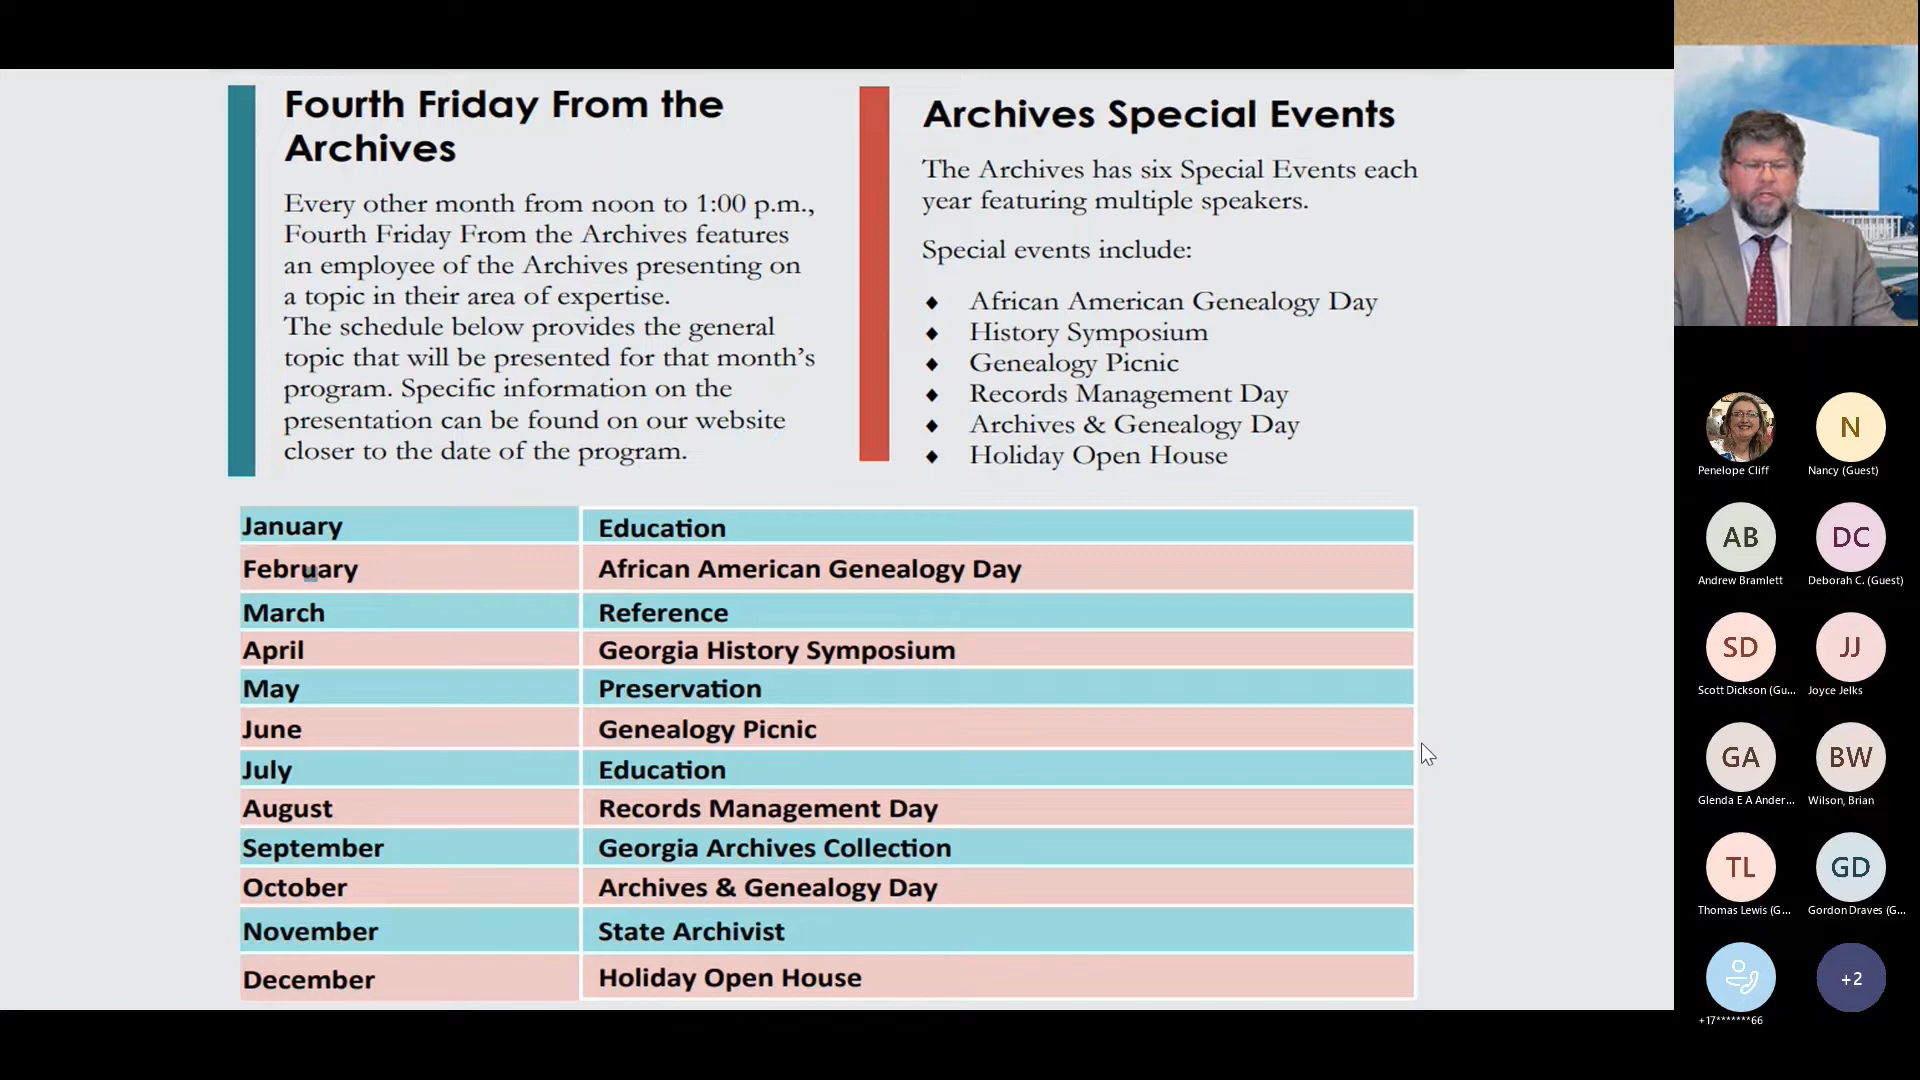 Fourth Friday From the
Archives
Every other month from noon to 1:00 p.m.,
Fourth Friday From the Archives features
an employee of the Archives presenting on
a topic in their area of expertise.
The schedule below provides the general
topic that will be presented for that month’s
program. Specific information on the
presentation can be found on our website
closer to the date of the program.
Archives Special Events
The Archives has six Special Events each
year featuring multiple speakers.
Special events include:
African American Genealogy Day
History Symposium
Genealogy Picnic
Records Management Day
Archives & Genealogy Day
Holiday Open House
January Education
February African American Genealogy Day
March Reference
April Georgia History Symposium
May Preservation
June Genealogy Picnic
July Education
August Records Management Day
September Georgia Archives Collection
October Archives & Genealogy Day
November State Archivist
December Holiday Open House
N
Penelope Cliff Nancy (Guest)
AB DC
Andrew Bramlett Deborah C. (Guest)
SD JJ
Scott Dickson (Gu... Joyce Jelks
GA BW
Glenda E A Ander... Wilson, Brian
TL GD
Thomas Lewis (G... Gordon Draves (G...
+2
+17*******66